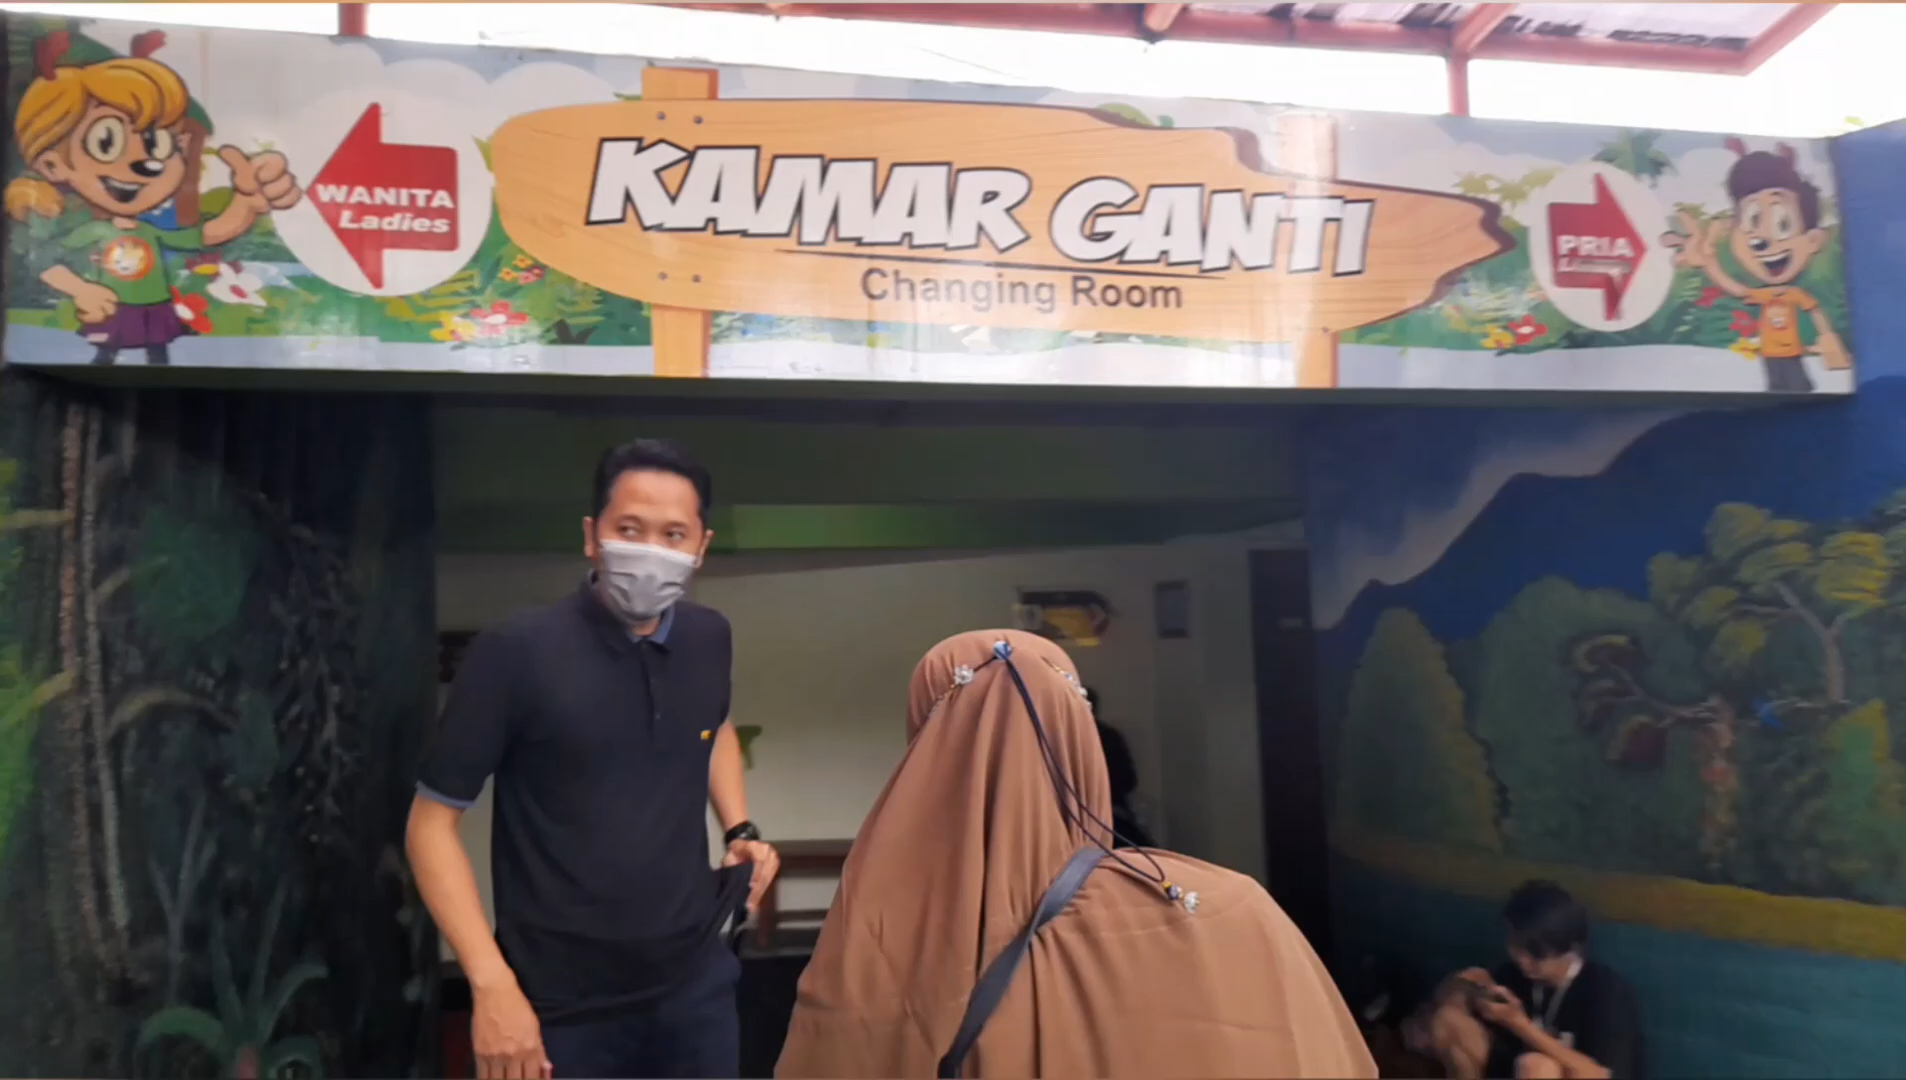 WANITA
Ladies
KAMAR GANTI
Changing Room
PRIA